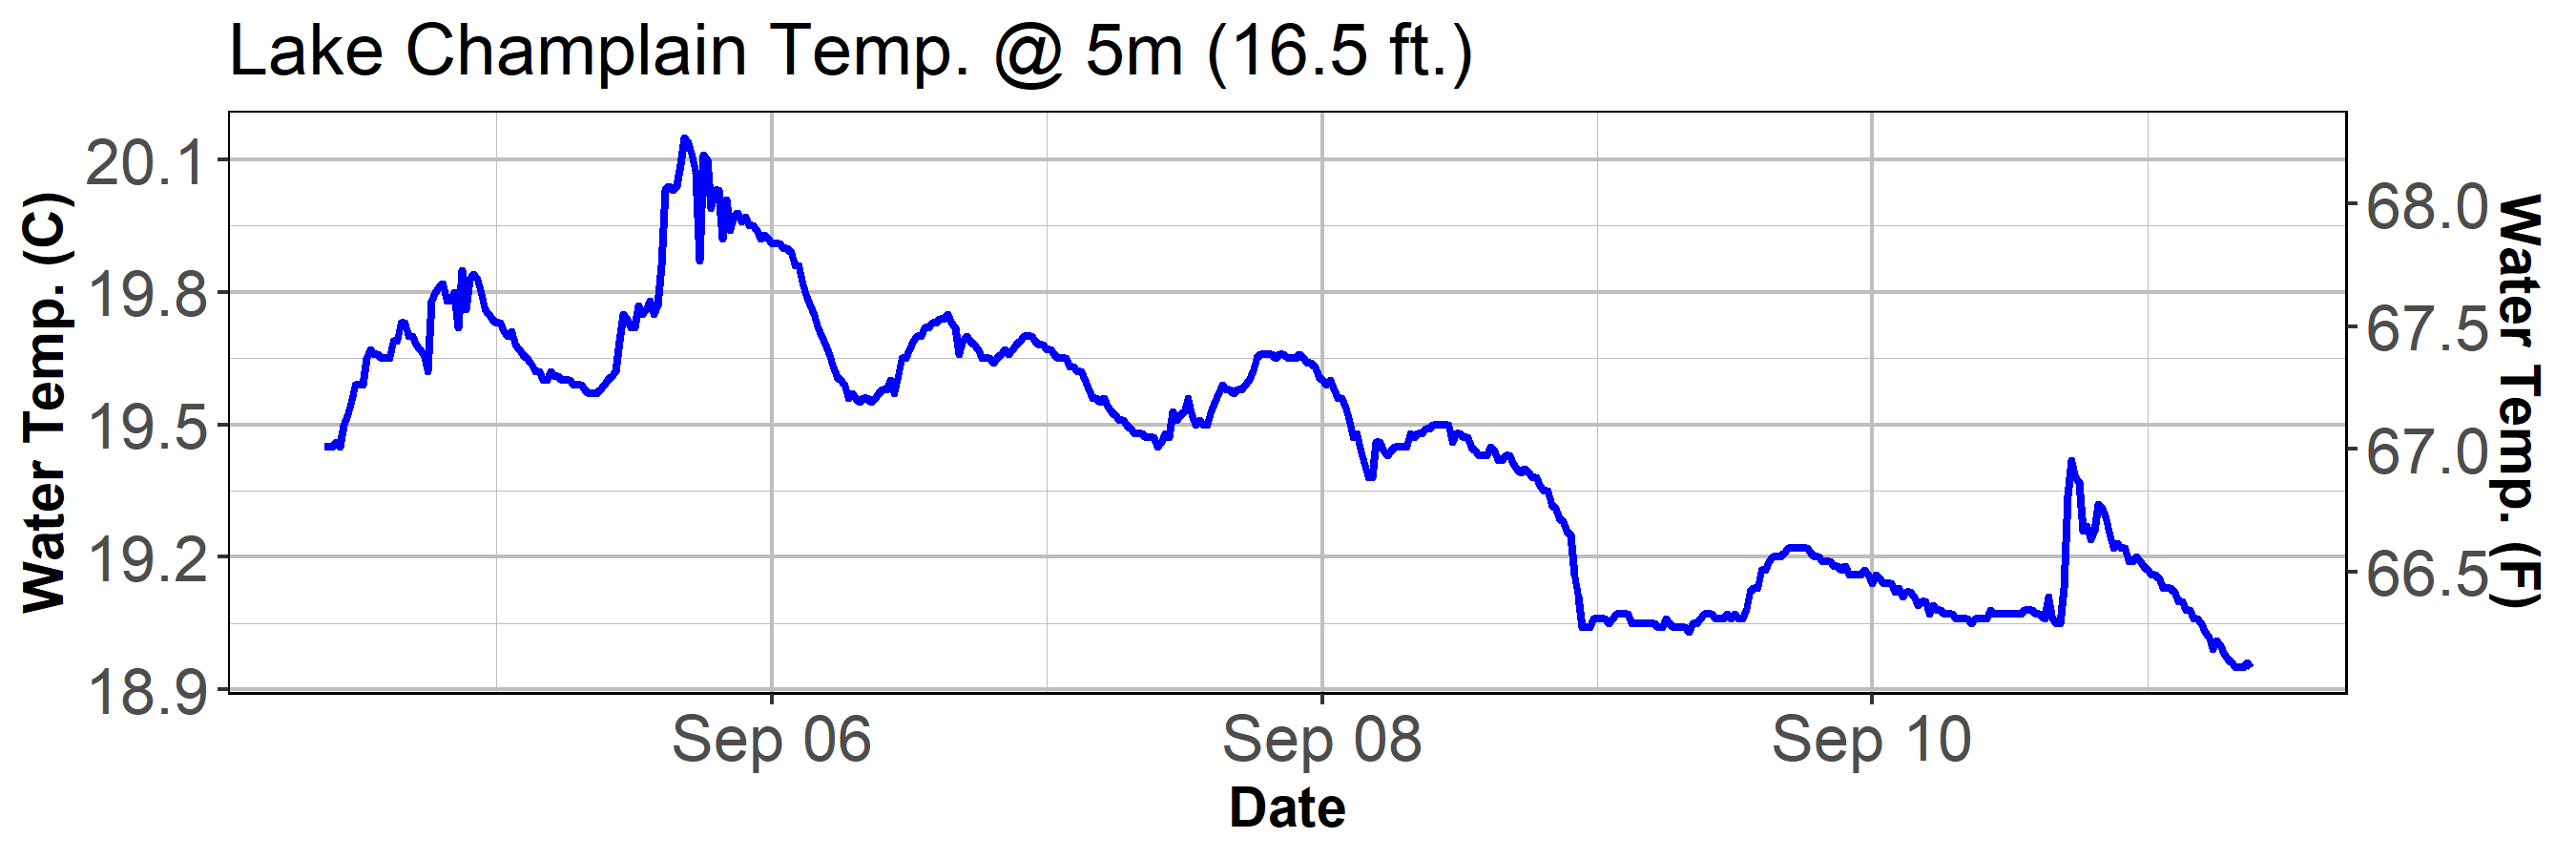 Lake Champlain Temp. @ 5m (16.5 ft.)
Water Temp. (C)
20.1
19.8
19.5
19.2
18.9
68.0
67.5
67.0
66.5
Water Temp. (F)
Sep 06 Sep 08 Sep 10
Date